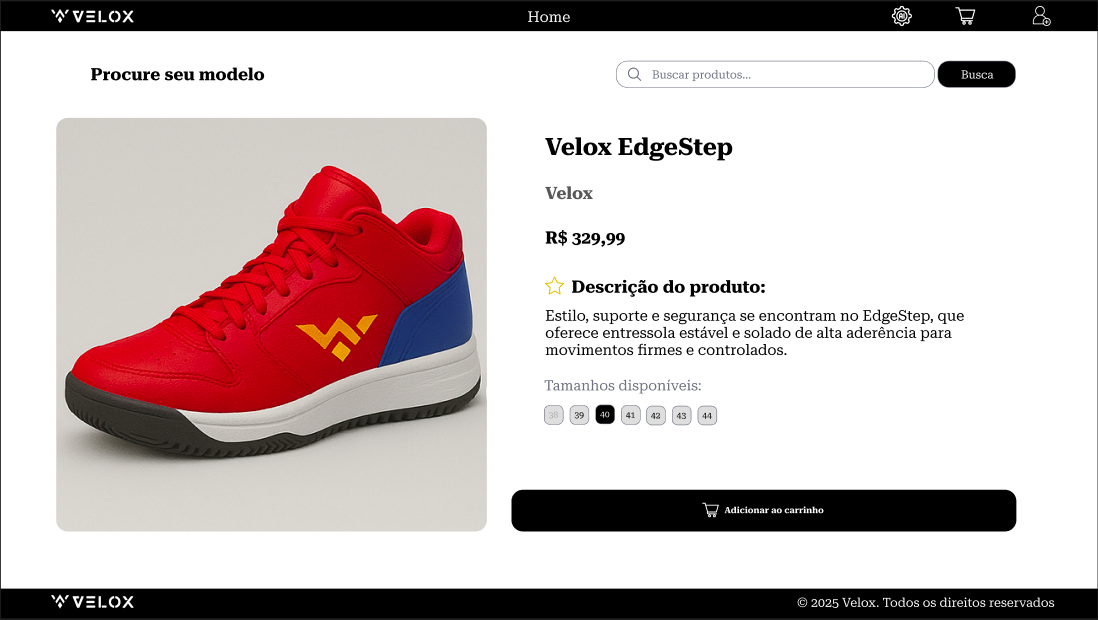 VELOX
Home
Procure seu modelo
Buscar produtos...
Busca
Velox EdgeStep
Velox
R$ 329,99
Descrição do produto:
Estilo, suporte e segurança se encontram no EdgeStep, que
oferece entressola estável e solado de alta aderência para
movimentos firmes e controlados.
Tamanhos disponíveis:
38 39 40 41 42 43 44
Adicionar ao carrinho
VELOX
© 2025 Velox. Todos os direitos reservados